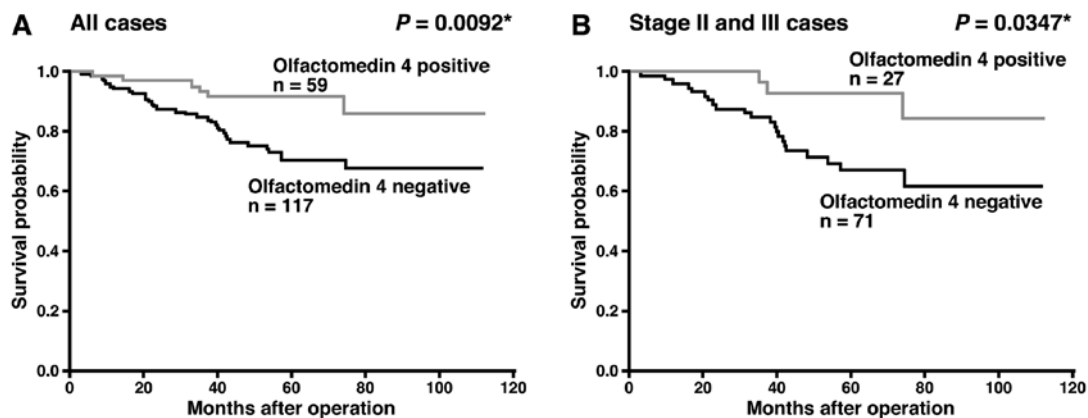 A All cases P = 0.0092*
Olfactomedin 4 positive
n = 59
Olfactomedin 4 negative
n = 117
Survival probability
1.0
0.8
0.6
0.4
0.2
0.0
0 20 40 60 80 100 120
Months after operation
B Stage II and III cases P = 0.0347*
Olfactomedin 4 positive
n = 27
Olfactomedin 4 negative
n = 71
Survival probability
1.0
0.8
0.6
0.4
0.2
0.0
0 20 40 60 80 100 120
Months after operation